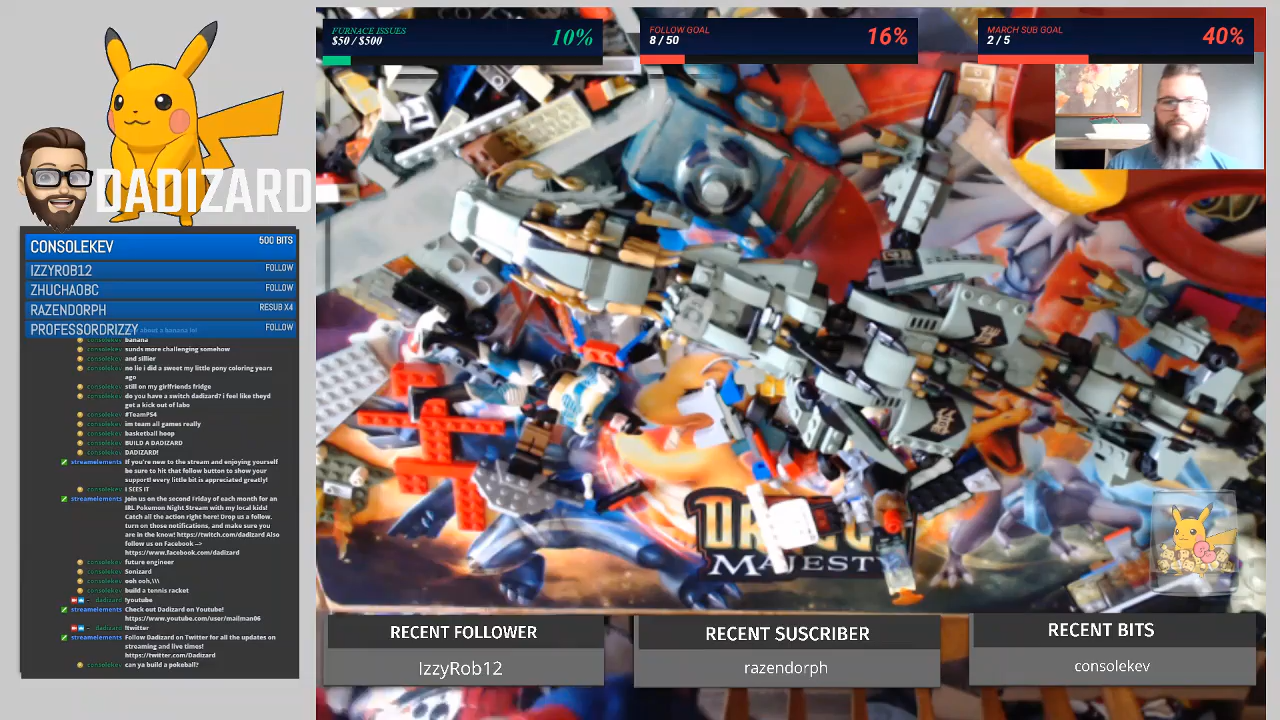 FURNACE ISSUES
$50 / $500
10%
FOLLOW GOAL
8 / 50
16%
MARCH SUB GOAL
2 / 5
40%
DADIZARD
CONSOLEKEV 500 BITS
IZZYROB12 FOLLOW
ZHUCHAOBC FOLLOW
RAZENDORPH RESUB X4
PROFESSORDRIZZY about a banana lol FOLLOW
consolekev banana
consolekev sunds more challenging somehow
consolekev and sillier
consolekev no lie i did a sweet my little pony coloring years
ago
consolekev still on my girlfriends fridge
consolekev do you have a switch dadizard? i feel like theyd
get a kick out of labo
consolekev #TeamPS4
consolekev im team all games really
consolekev basketball hoop
consolekev BUILD A DADIZARD
consolekev DADIZARD!
streamelements If you're new to the stream and enjoying yourself
be sure to hit that follow button to show your
support! every little bit is appreciated greatly!
consolekev I SEES IT
streamelements Join us on the second Friday of each month for an
IRL Pokemon Night Stream with my local kids!
Catch all the action right here! Drop us a follow,
turn on those notifications, and make sure you
are in the know! https://twitch.com/dadizard Also
follow us on Facebook -->
https://www.facebook.com/dadizard
consolekev future engineer
consolekev Sonizard
consolekev ooh ooh,\\\
consolekev build a tennis racket
dadizard !youtube
streamelements Check out Dadizard on Youtube!
https://www.youtube.com/user/mailman06
dadizard !twitter
streamelements Follow Dadizard on Twitter for all the updates on
streaming and live times!
https://twitter.com/Dadizard
consolekev can ya build a pokeball?
MAJESTY
RECENT FOLLOWER
IzzyRob12
RECENT SUSCRIBER
razendorph
RECENT BITS
consolekev